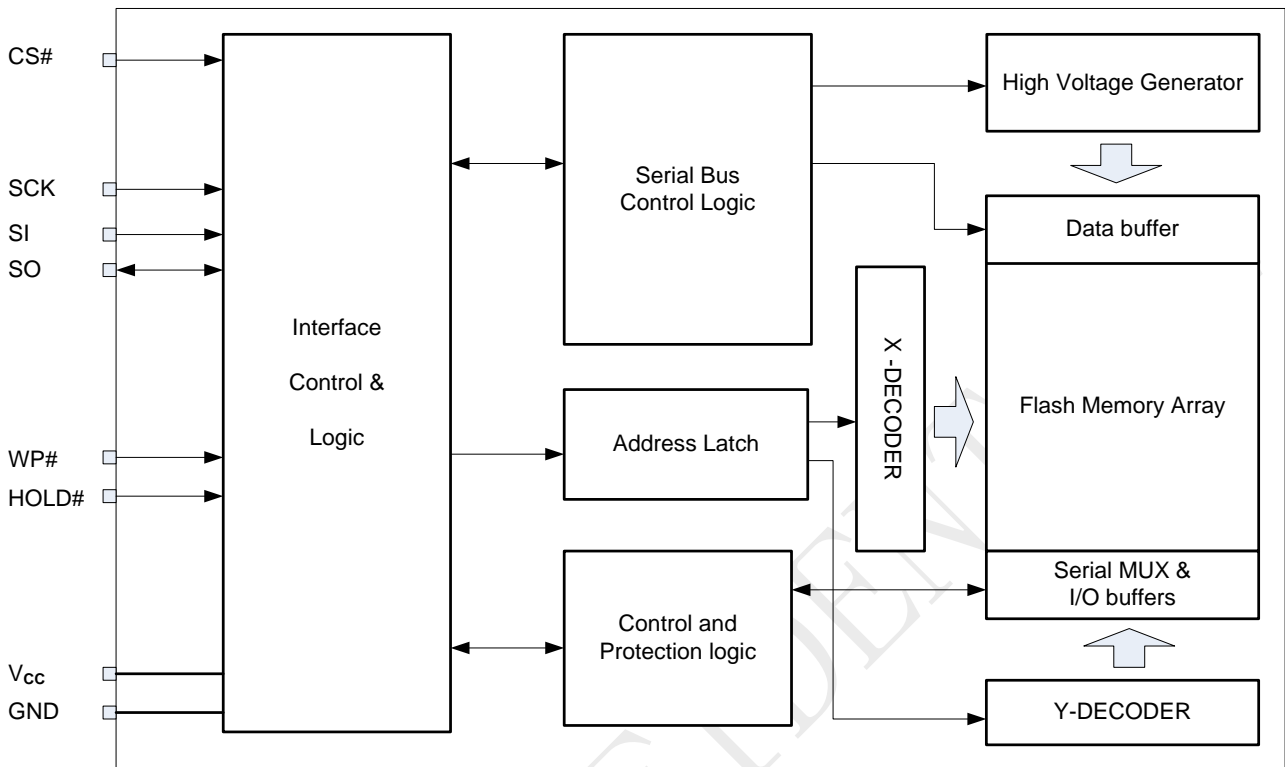 CS#
SCK
SI
SO
WP#
HOLD#
Vcc
GND
Interface
Control &
Logic
Serial Bus
Control Logic
Address Latch
Control and
Protection logic
X -DECODER
High Voltage Generator
Data buffer
Flash Memory Array
Serial MUX &
I/O buffers
Y-DECODER